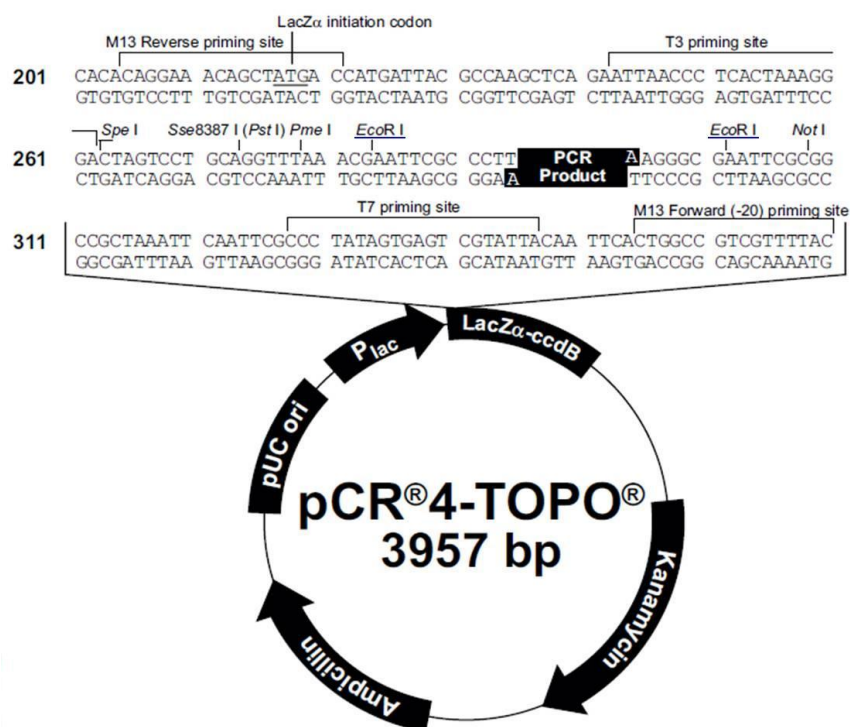 LacZα initiation codon
M13 Reverse priming site T3 priming site
201 CACACAGGAA ACAGCTATGA CCATGATTAC GCCAAGCTCA GAATTAACCC TCACTAAAGG
GTGTGTCCTT TGTCGATACT GGTACTAATG CGGTTCGAGT CTTAATTGGG AGTGATTTCC
Spe I Sse8387 I (Pst I) Pme I EcoR I EcoR I Not I
261 GACTAGTCCT GCAGGTTTAA ACGAATTCGC CCTT PCR A AGGGC GAATTCGCGG
CTGATCAGGA CGTCCAAATT TGCTTAAGCG GGA A Product TTCCCG CTTAAGCGCC
T7 priming site M13 Forward (-20) priming site
311 CCGCTAAATT CAATTCGCCC TATAGTGAGT CGTATTACAA TTCACTGGCC GTCGTTTTAC
GGCGATTTAA GTTAAGCGGG ATATCACTCA GCATAATGTT AAGTGACCGG CAGCAAAATG
Plac
LacZα-ccdB
pUC ori
pCR®4-TOPO®
3957 bp
Kanamycin
Ampicillin